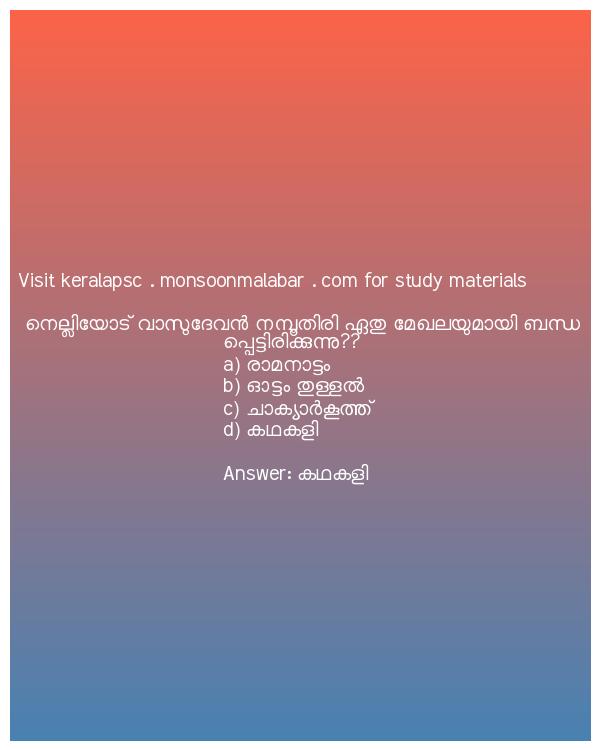 Visit keralapsc . monsoonmalabar . com for study materials
നെല്ലിയോട് വാസുദേവൻ നമ്പൂതിരി ഏതു മേഖലയുമായി ബന്ധ
പ്പെട്ടിരിക്കുന്നു??
a) രാമനാട്ടം
b) ഓട്ടം തുള്ളൽ
c) ചാക്യാർകൂത്ത്
d) കഥകളി
Answer: കഥകളി